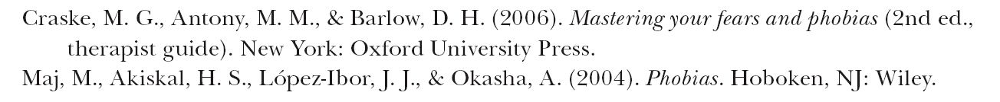 Craske, M. G., Antony, M. M., & Barlow, D. H. (2006). Mastering your fears and phobias (2nd ed.,
therapist guide). New York: Oxford University Press.
Maj, M., Akiskal, H. S., López-Ibor, J. J., & Okasha, A. (2004). Phobias. Hoboken, NJ: Wiley.